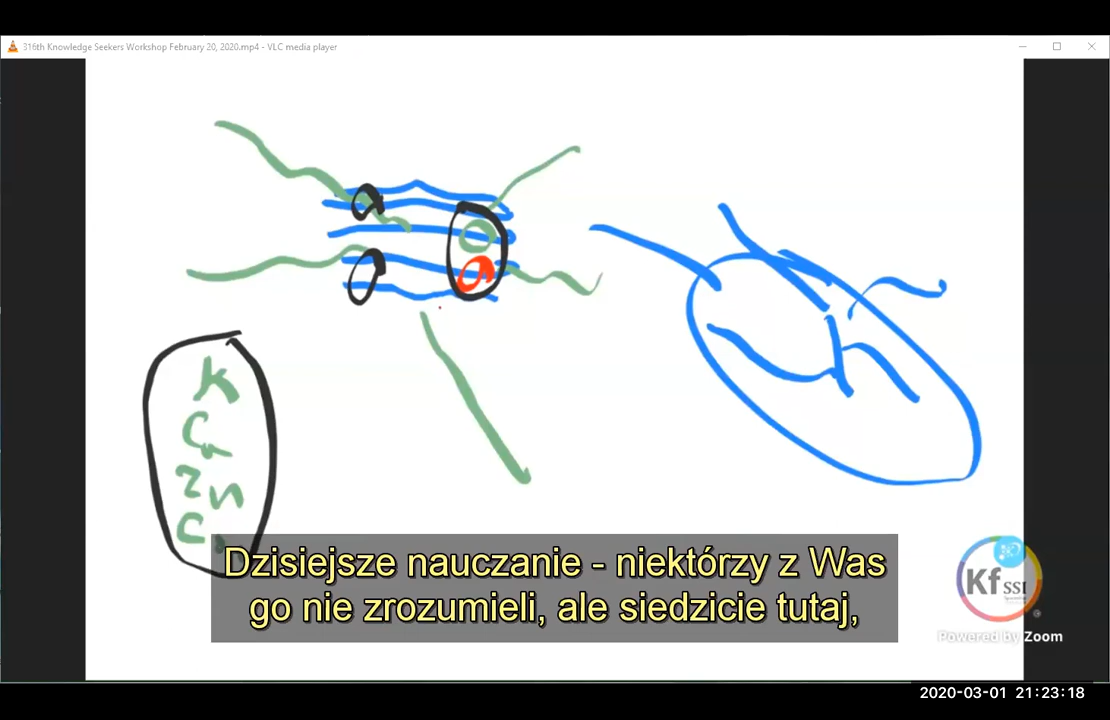 316th Knowledge Seekers Workshop February 20, 2020.mp4 - VLC media player
K
Zn
Dzisiejsze nauczanie - niektórzy z Was
go nie zrozumieli, ale siedzicie tutaj,
Kf SSI
Powered by Zoom
2020-03-01 21:23:18